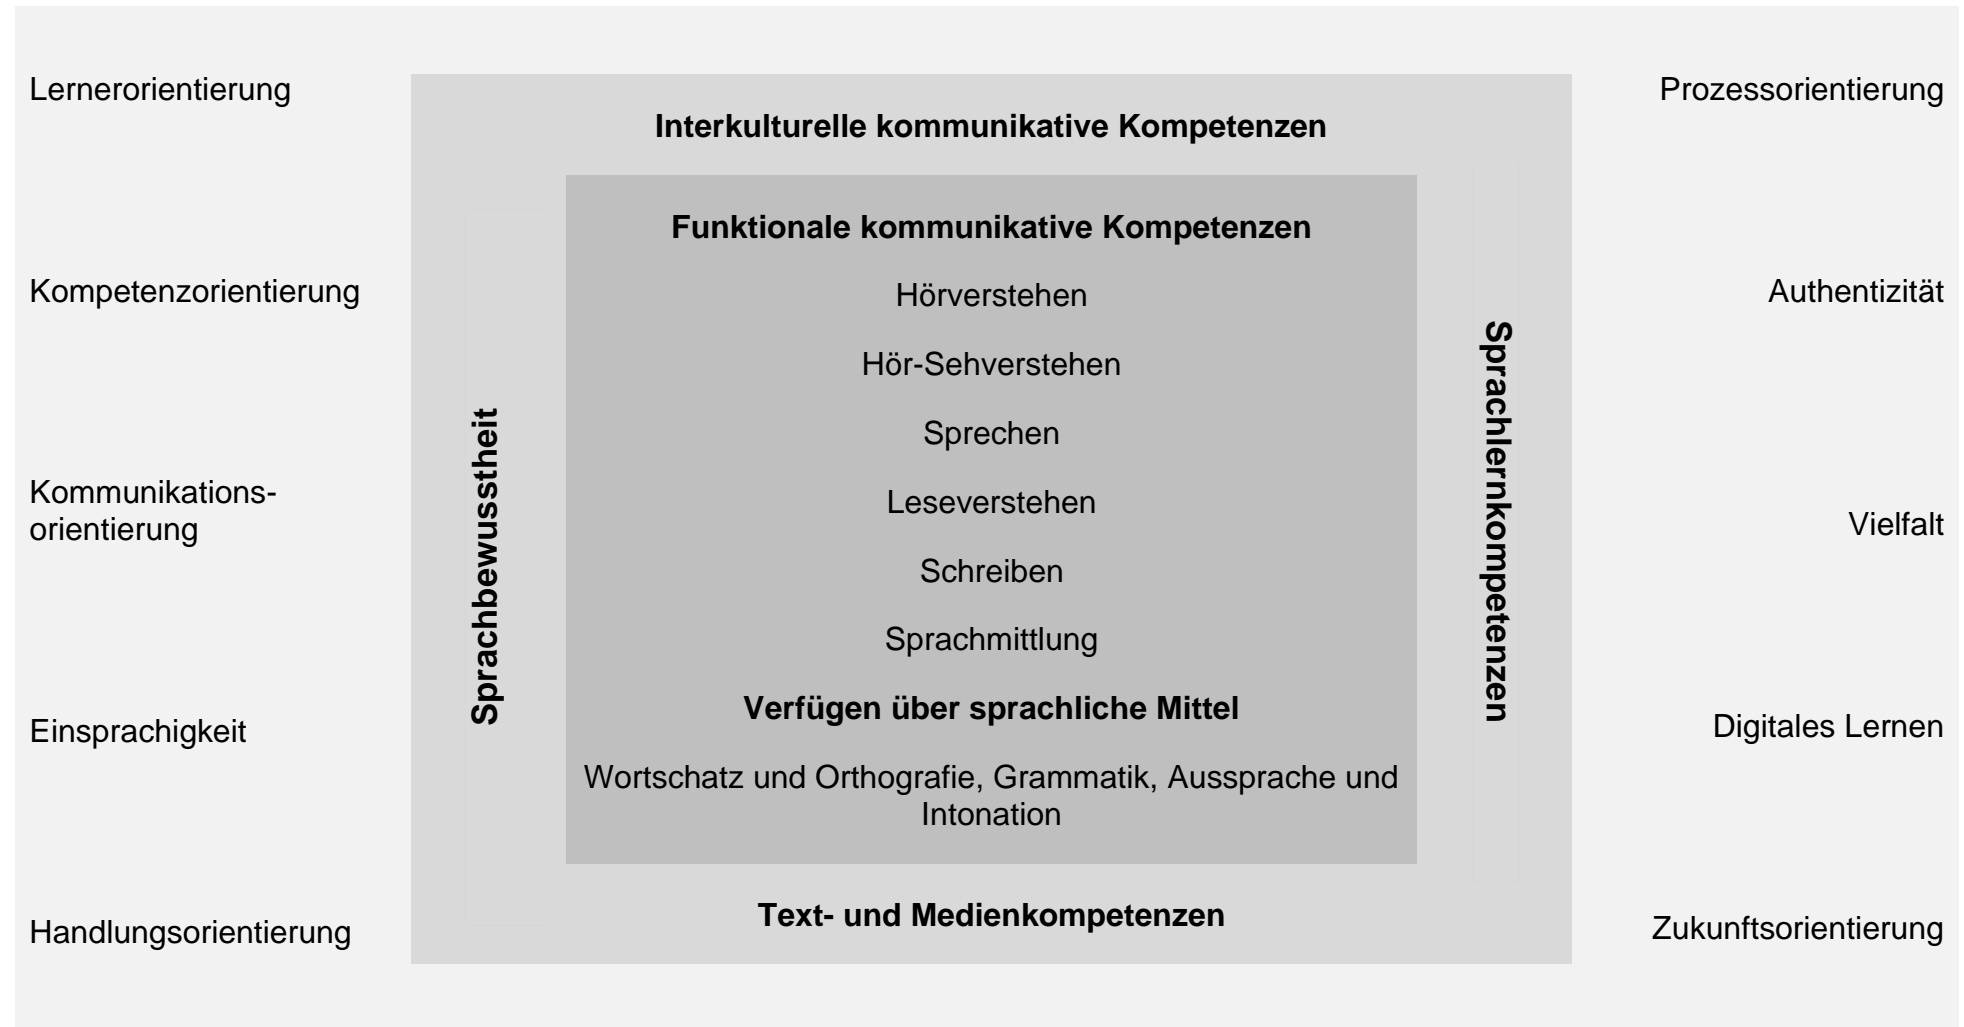 Lernerorientierung
Kompetenzorientierung
Kommunikations-
orientierung
Einsprachigkeit
Handlungsorientierung
Interkulturelle kommunikative Kompetenzen
Sprachbewusstheit
Funktionale kommunikative Kompetenzen
Hörverstehen
Hör-Sehverstehen
Sprechen
Leseverstehen
Schreiben
Sprachmittlung
Verfügen über sprachliche Mittel
Wortschatz und Orthografie, Grammatik, Aussprache und
Intonation
Sprachlernkompetenzen
Text- und Medienkompetenzen
Prozessorientierung
Authentizität
Vielfalt
Digitales Lernen
Zukunftsorientierung